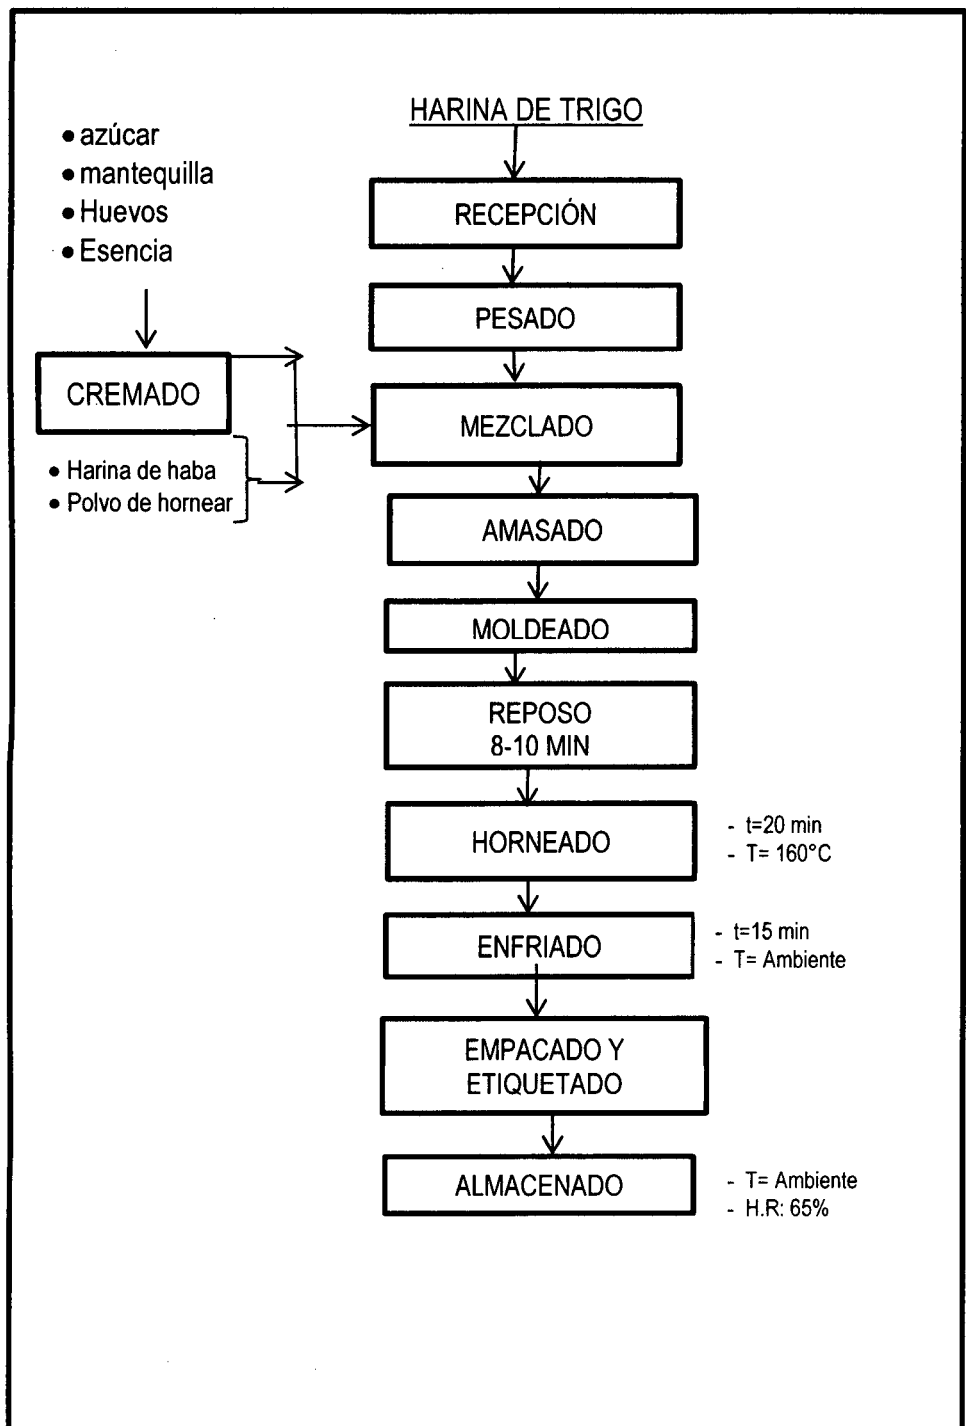 HARINA DE TRIGO
• azúcar
• mantequilla
• Huevos
• Esencia
RECEPCIÓN
PESADO
CREMADO
MEZCLADO
• Harina de haba
• Polvo de hornear
AMASADO
MOLDEADO
REPOSO
8-10 MIN
HORNEADO
- t=20 min
- T= 160°C
ENFRIADO
- t=15 min
- T= Ambiente
EMPACADO Y
ETIQUETADO
ALMACENADO
- T= Ambiente
- H.R: 65%